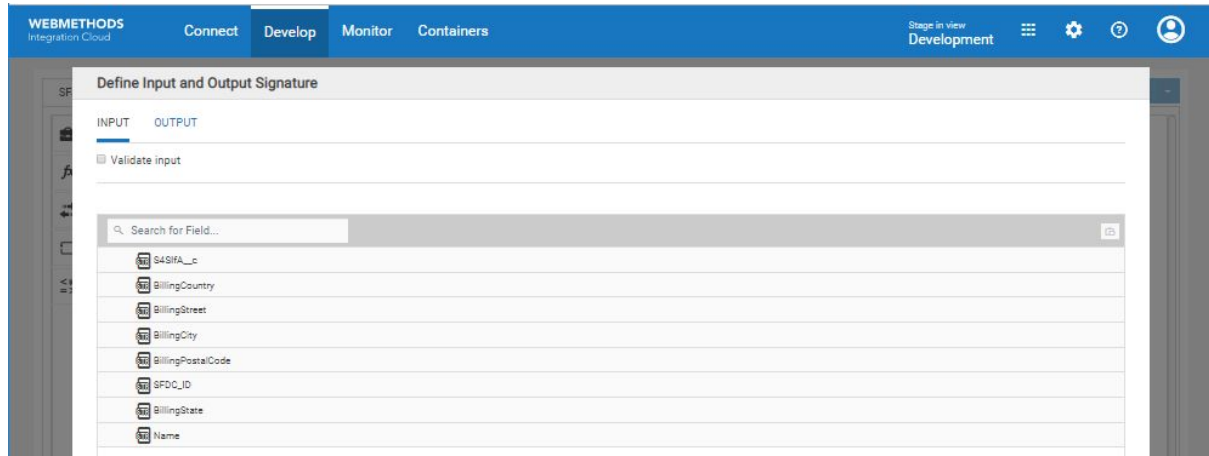 WEBMETHODS
Integration Cloud
Connect Develop Monitor Containers
Stage in view
Development
SF
Define Input and Output Signature
INPUT OUTPUT
Validate input
Search for Field...
BillingCountry
BillingStreet
BillingCity
BillingPostalCode
SFDC_ID
BillingState
Name